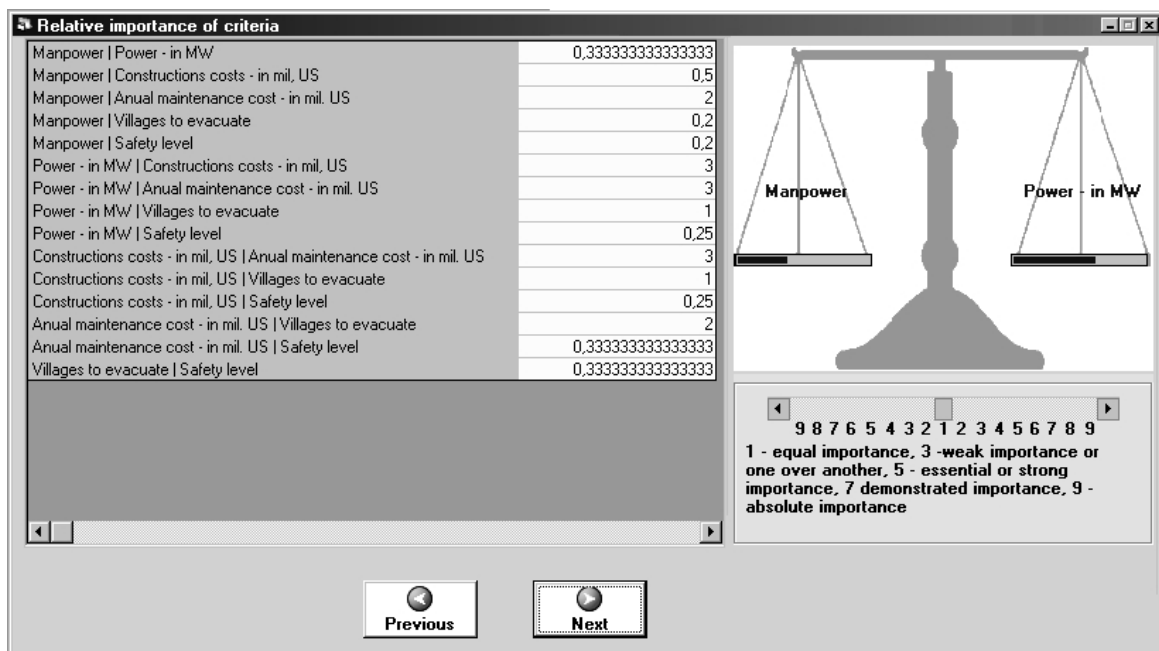 Relative importance of criteria
Manpower | Power - in MW 0,333333333333333
Manpower | Constructions costs - in mil, US 0,5
Manpower | Anual maintenance cost - in mil. US 2
Manpower | Villages to evacuate 0,2
Manpower | Safety level 0,2
Power - in MW | Constructions costs - in mil, US 3
Power - in MW | Anual maintenance cost - in mil. US 3
Power - in MW | Villages to evacuate 1
Power - in MW | Safety level 0,25
Constructions costs - in mil, US | Anual maintenance cost - in mil. US 3
Constructions costs - in mil, US | Villages to evacuate 1
Constructions costs - in mil, US | Safety level 0,25
Anual maintenance cost - in mil. US | Villages to evacuate 2
Anual maintenance cost - in mil. US | Safety level 0,333333333333333
Villages to evacuate | Safety level 0,333333333333333
Manpower Power - in MW
9 8 7 6 5 4 3 2 1 2 3 4 5 6 7 8 9
1 - equal importance, 3 -weak importance or
one over another, 5 - essential or strong
importance, 7 demonstrated importance, 9 -
absolute importance
Previous Next